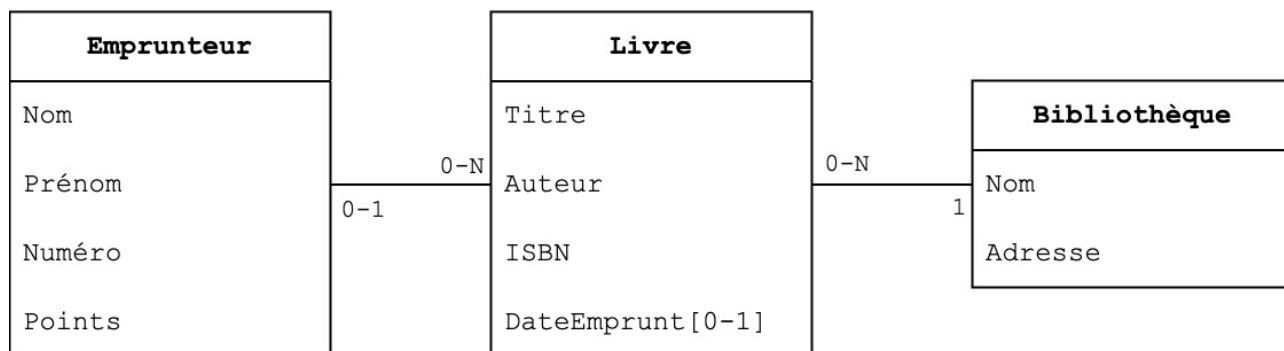 Emprunteur
Nom
Prénom
Numéro
Points
0-1
0-N
Livre
Titre
Auteur
ISBN
DateEmprunt[0-1]
0-N
1
Bibliothèque
Nom
Adresse